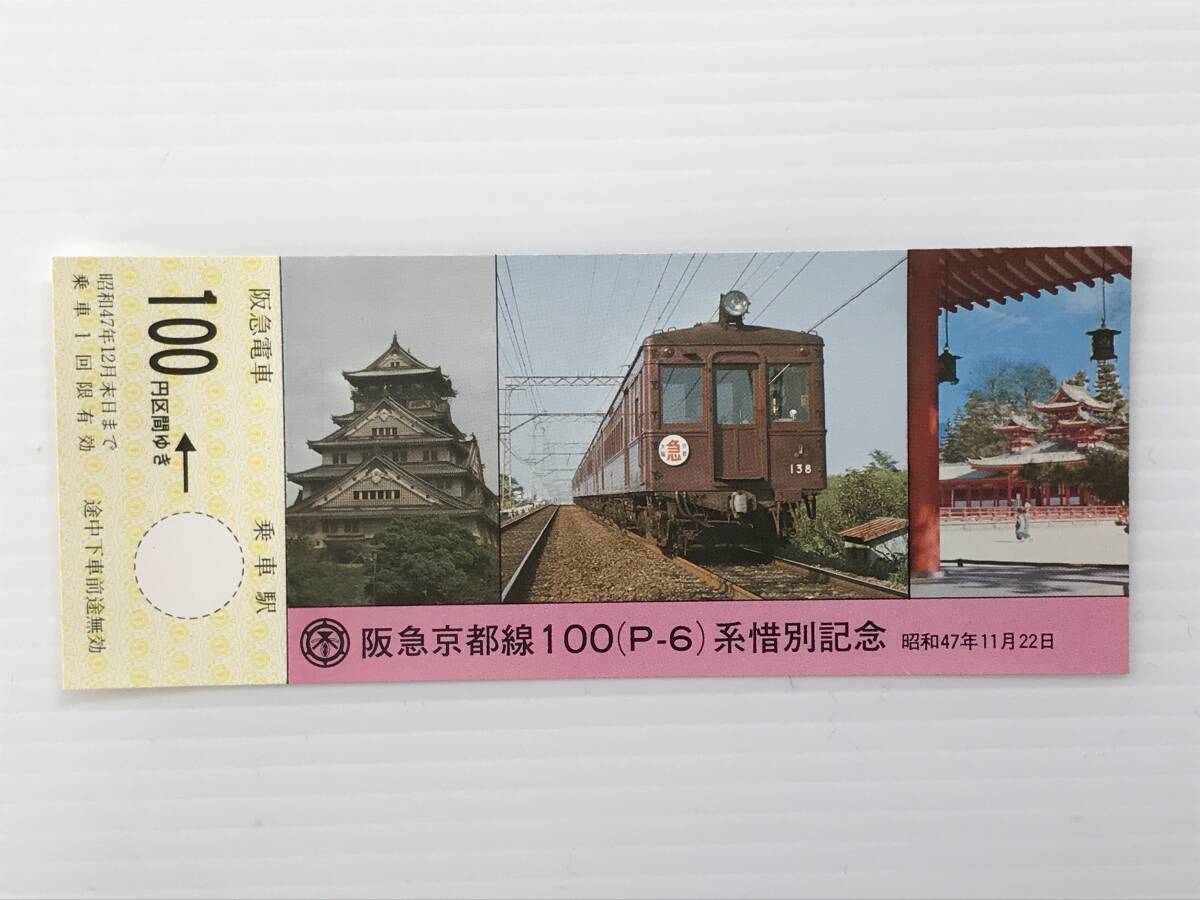 阪急電車　乗車駅
100円区間ゆき
昭和47年12月末日まで
乗車1回限有効　途中下車前途無効
急
138
阪急京都線100(P-6)系惜別記念 昭和47年11月22日